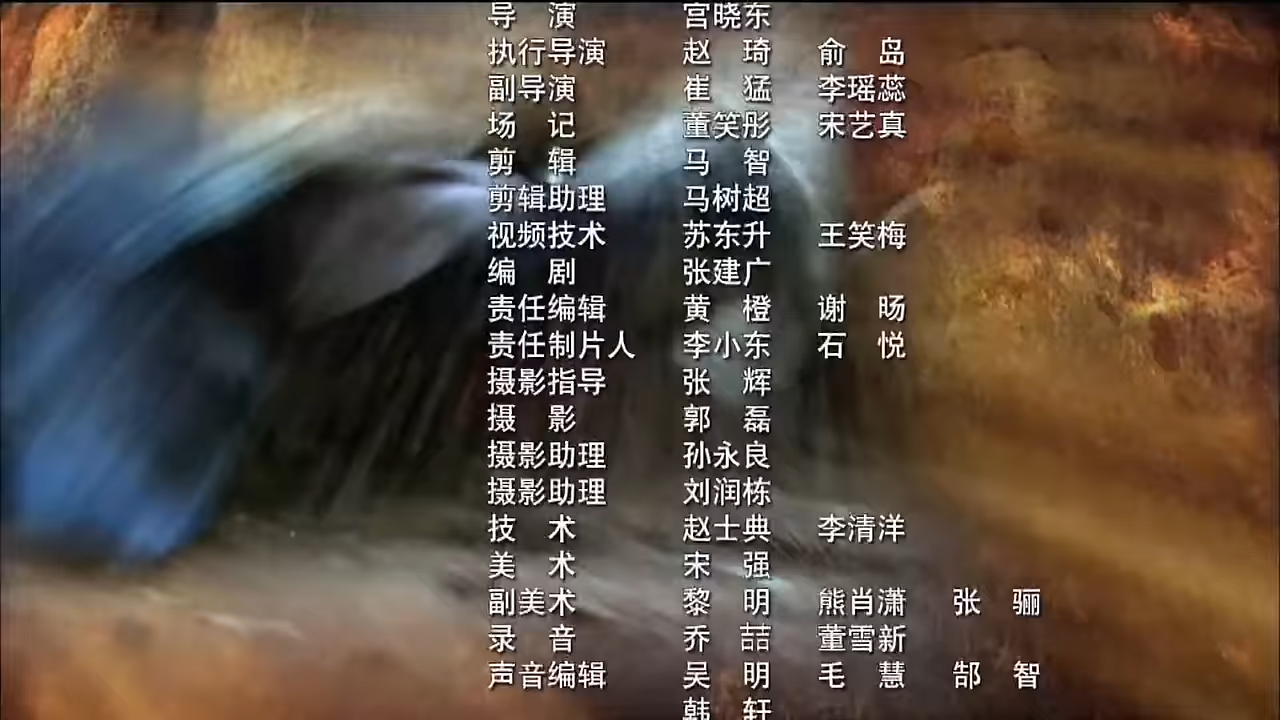 导 演 宫晓东
执行导演 赵 琦 俞 岛
副导演 崔 猛 李瑶蕊
场 记 董笑彤 宋艺真
剪 辑 马 智
剪辑助理 马树超
视频技术 苏东升 王笑梅
编 剧 张建广
责任编辑 黄 橙 谢 旸
责任制片人 李小东 石 悦
摄影指导 张 辉
摄 影 郭 磊
摄影助理 孙永良
摄影助理 刘润栋
技 术 赵士典 李清洋
美 术 宋 强
副美术 黎 明 熊肖潇 张 骊
录 音 乔 喆 董雪新
声音编辑 吴 明 毛 慧 郜 智
韩 轩